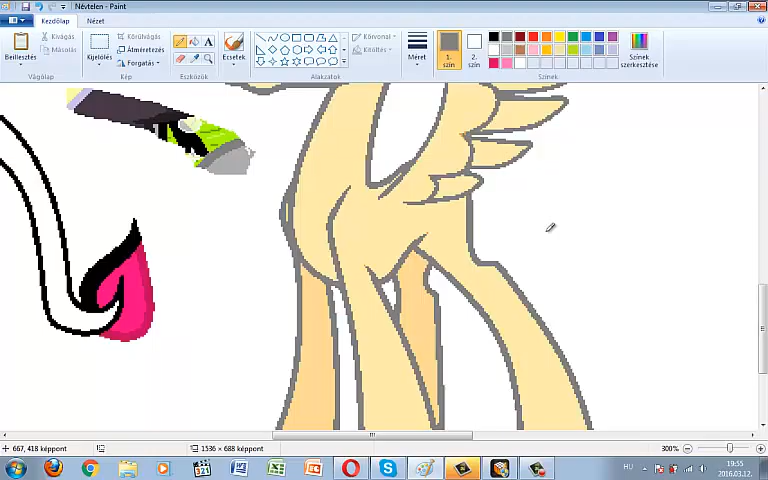 Névtelen - Paint
Kezdőlap Nézet
Beillesztés
Kivágás
Másolás
Vágólap
Kijelölés
Körülvágás
Átméretezés
Forgatás
Kép
A
Eszközök
Ecsetek
Körvonal
Kitöltés
Alakzatok
Méret
1. szín
2. szín
Színek szerkesztése
Színek
667, 418 képpont
1536 × 688 képpont
300%
HU
19:55
2016.03.12.